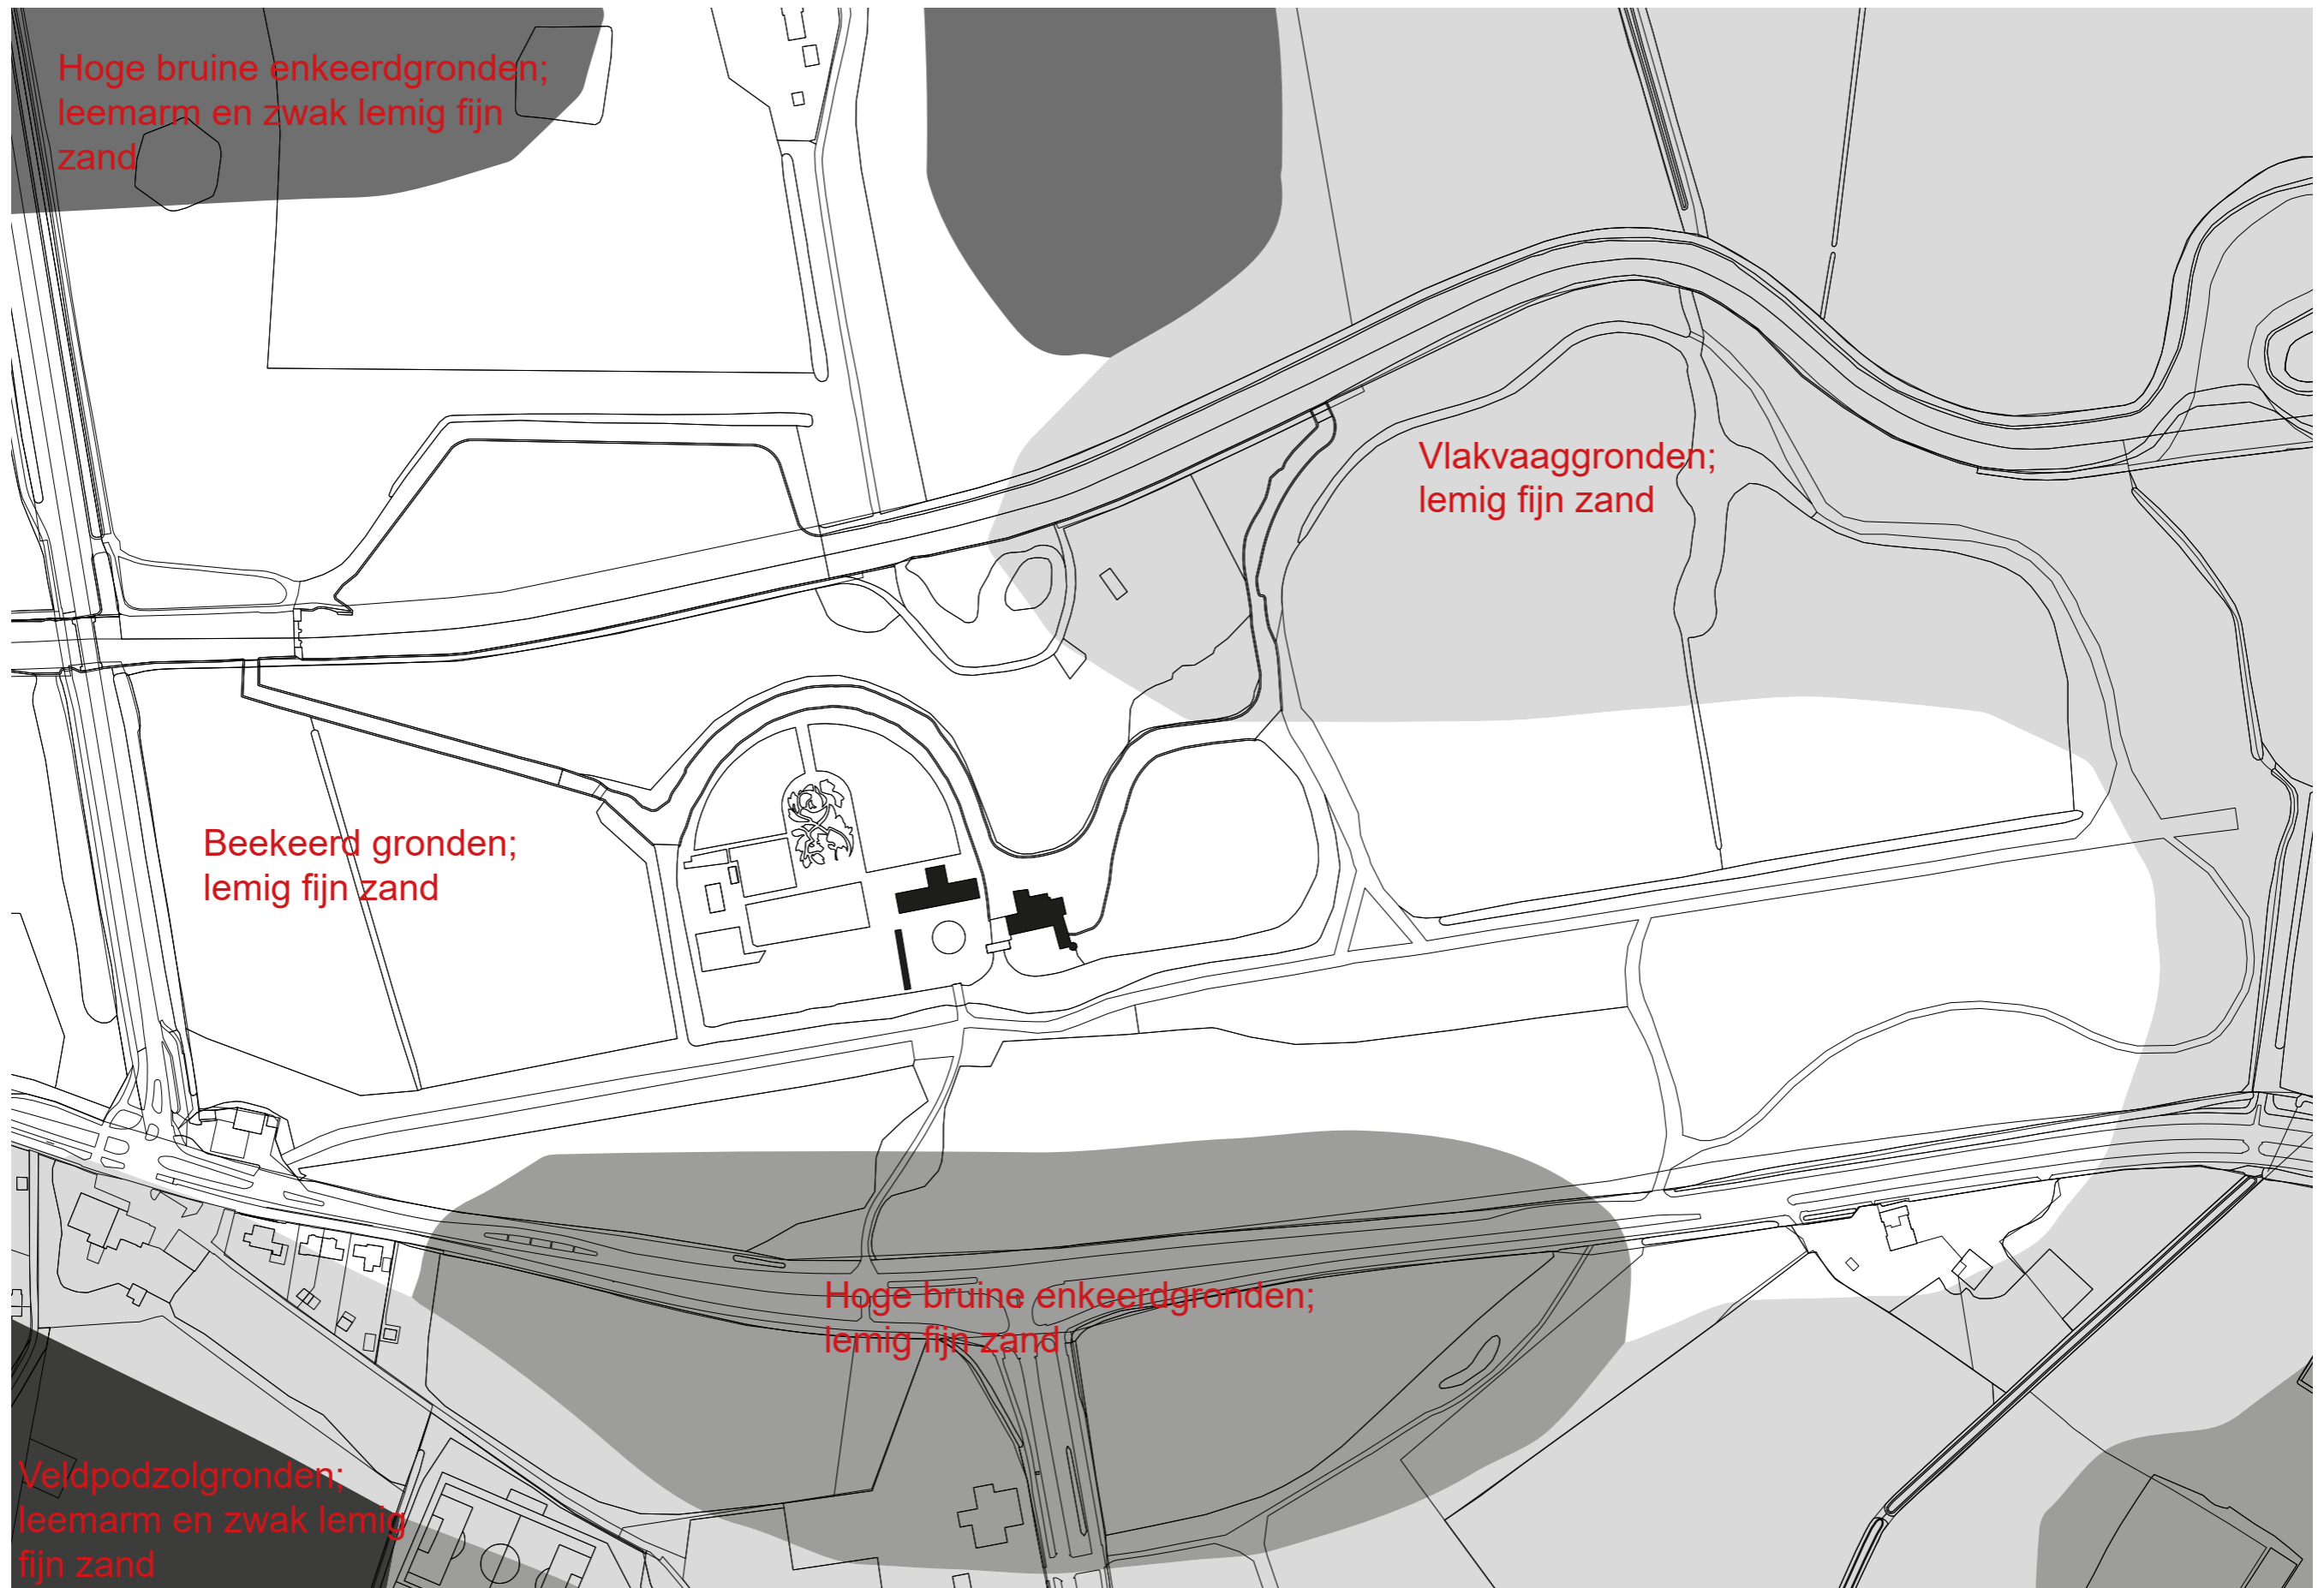 Hoge bruine enkeerdgronden;
leemarm en zwak lemig fijn
zand
Vlakvaaggronden;
lemig fijn zand
Beekeerd gronden;
lemig fijn zand
Hoge bruine enkeerdgronden;
lemig fijn zand
Veldpodzolgronden;
leemarm en zwak lemig
fijn zand